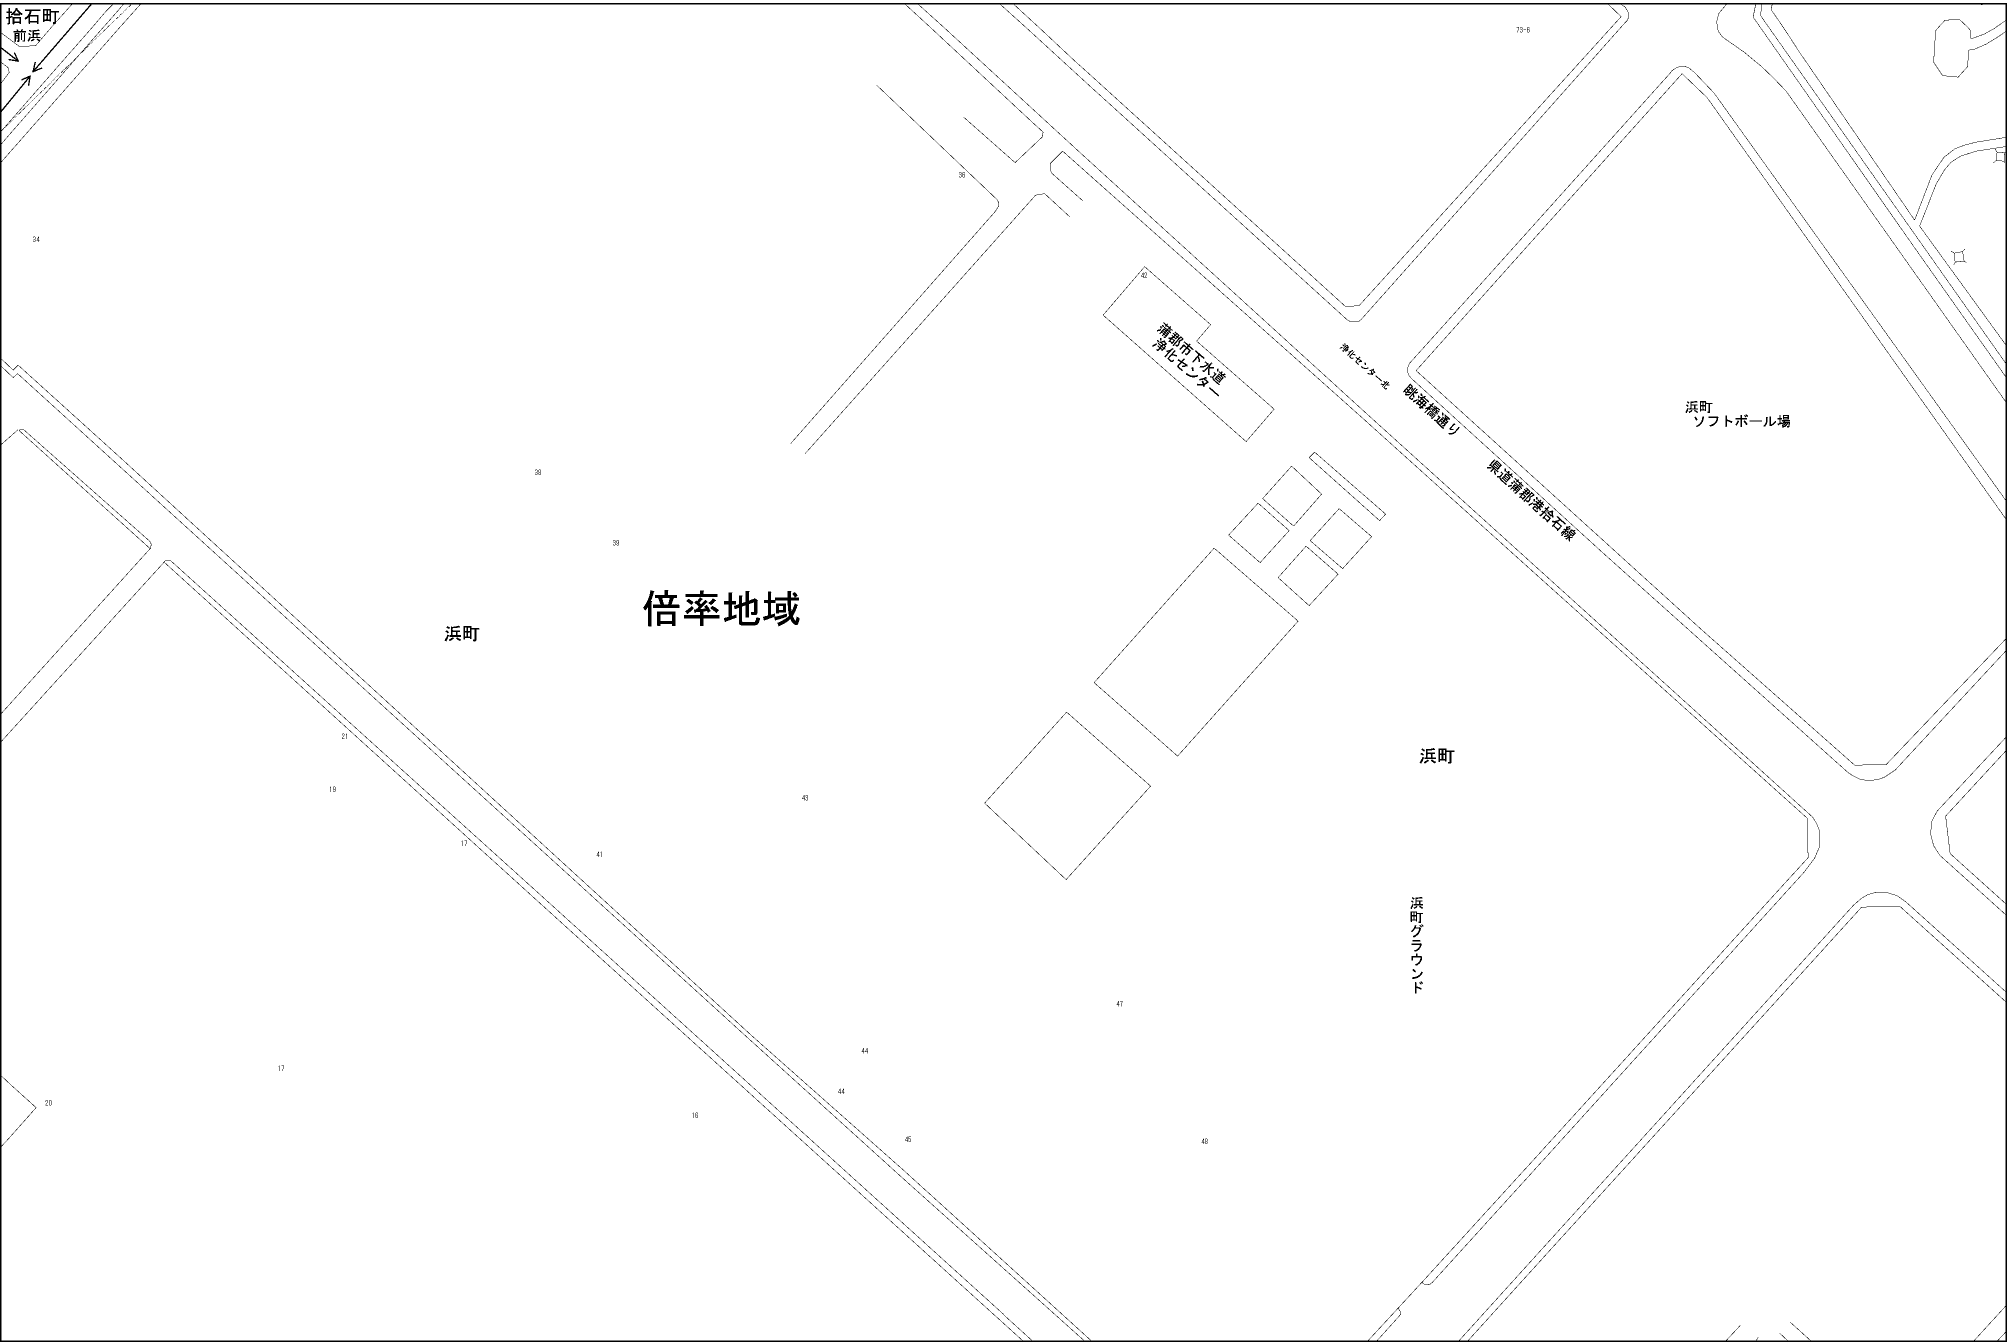 拾石町
前浜
73-6
36
34
42
蒲郡市下水道
浄化センター
浄化センター北
眺海橋通り
浜町
ソフトボール場
県道蒲郡港拾石線
38
39
倍率地域
浜町
21
浜町
19
43
17
41
浜町グラウンド
47
44
17
44
20
16
45
48